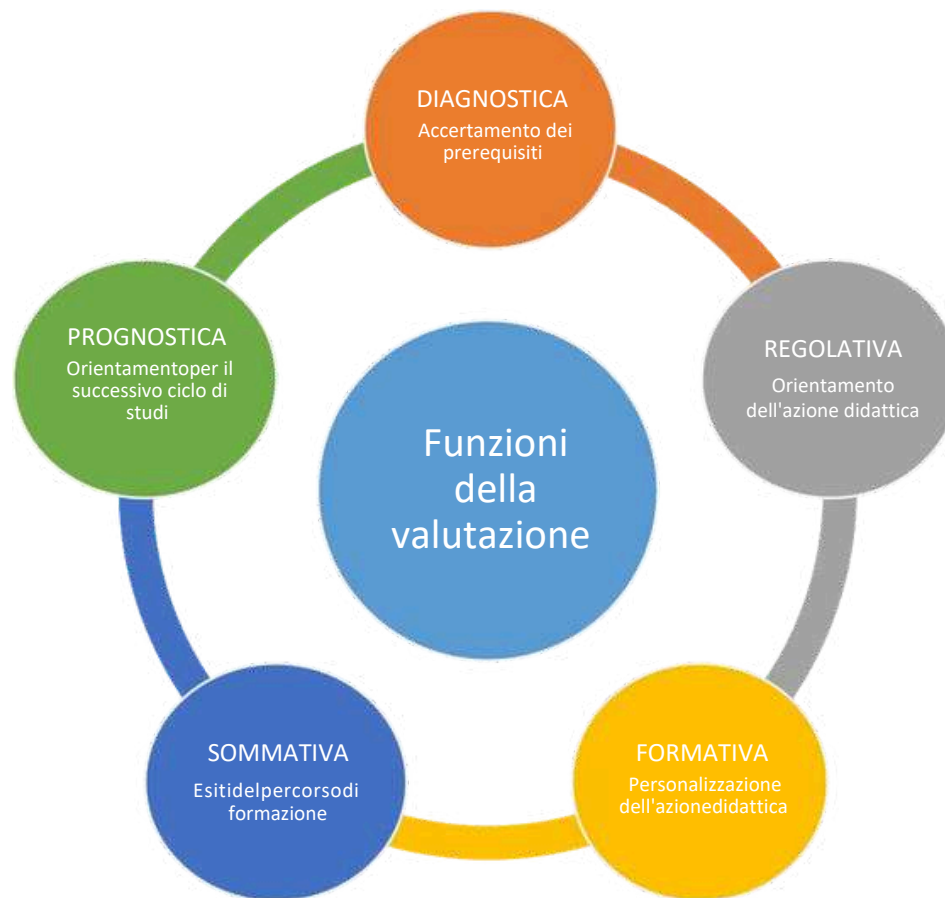 DIAGNOSTICA
Accertamento dei
prerequisiti
PROGNOSTICA
Orientamentoper il
successivo ciclo di
studi
REGOLATIVA
Orientamento
dell'azione didattica
Funzioni
della
valutazione
SOMMATIVA
Esitidelpercorsodi
formazione
FORMATIVA
Personalizzazione
dell'azionedidattica